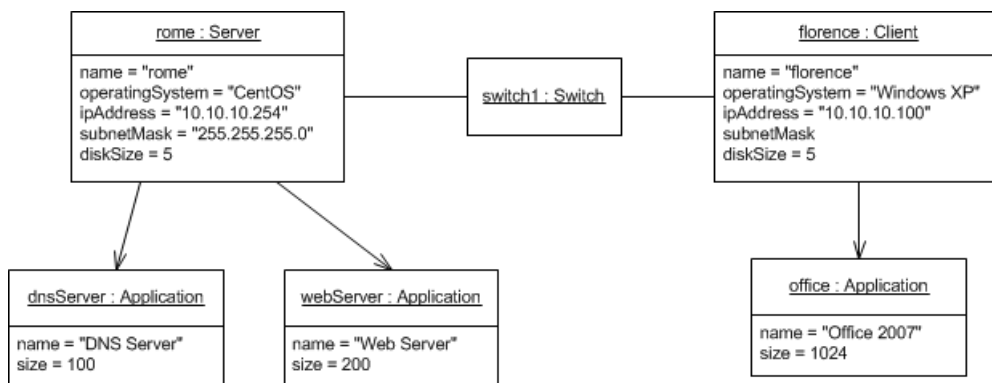 rome : Server
name = "rome"
operatingSystem = "CentOS"
ipAddress = "10.10.10.254"
subnetMask = "255.255.255.0"
diskSize = 5
switch1 : Switch
florence : Client
name = "florence"
operatingSystem = "Windows XP"
ipAddress = "10.10.10.100"
subnetMask
diskSize = 5
dnsServer : Application
name = "DNS Server"
size = 100
webServer : Application
name = "Web Server"
size = 200
office : Application
name = "Office 2007"
size = 1024